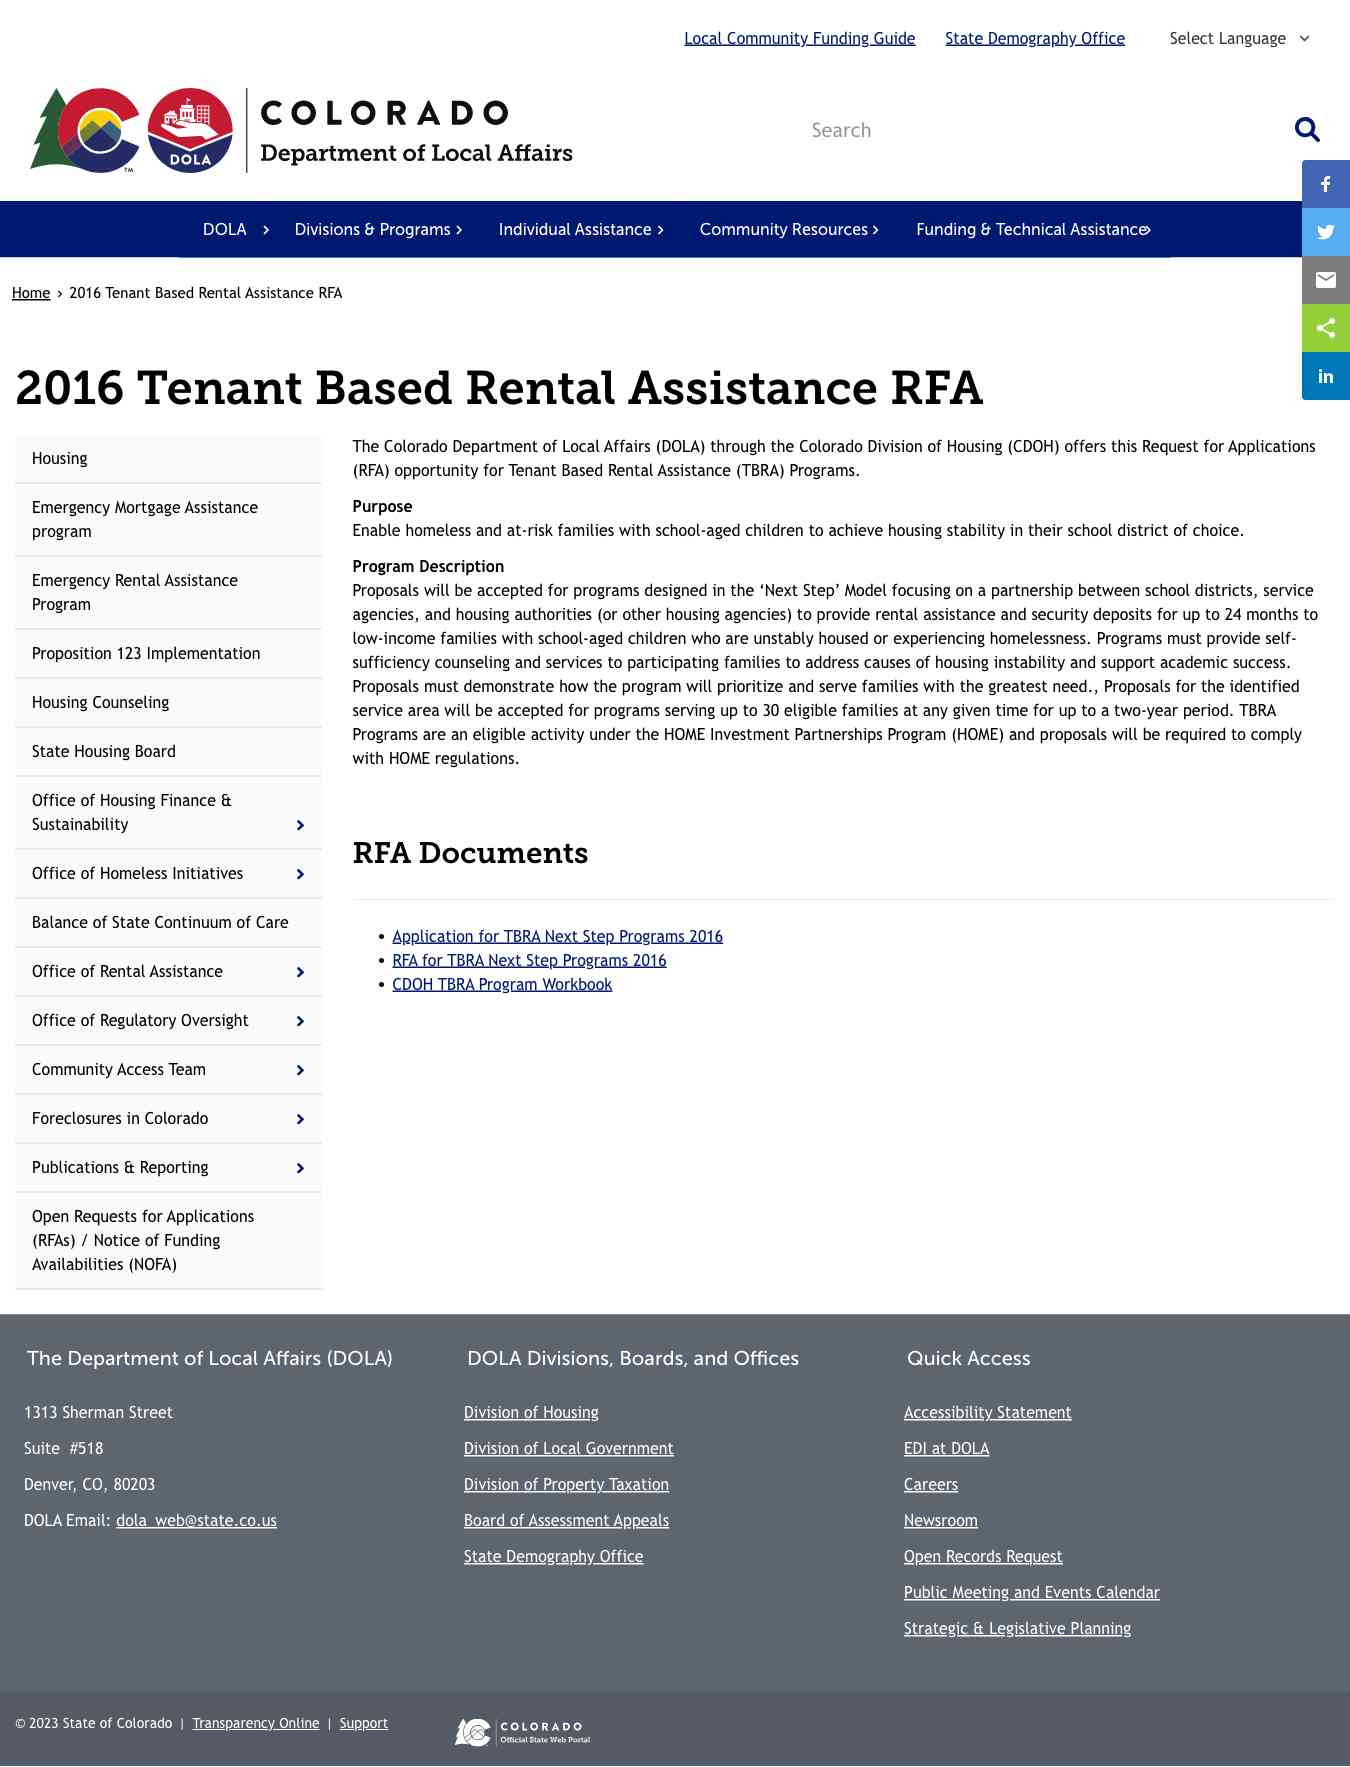 Local Community Funding Guide State Demography Office Select Language
COLORADO
Department of Local Affairs
DOLA
TM
Search
DOLA Divisions & Programs Individual Assistance Community Resources Funding & Technical Assistance
Home › 2016 Tenant Based Rental Assistance RFA
2016 Tenant Based Rental Assistance RFA
Housing
Emergency Mortgage Assistance
program
Emergency Rental Assistance
Program
Proposition 123 Implementation
Housing Counseling
State Housing Board
Office of Housing Finance &
Sustainability
Office of Homeless Initiatives
Balance of State Continuum of Care
Office of Rental Assistance
Office of Regulatory Oversight
Community Access Team
Foreclosures in Colorado
Publications & Reporting
Open Requests for Applications
(RFAs) / Notice of Funding
Availabilities (NOFA)
The Colorado Department of Local Affairs (DOLA) through the Colorado Division of Housing (CDOH) offers this Request for Applications
(RFA) opportunity for Tenant Based Rental Assistance (TBRA) Programs.
Purpose
Enable homeless and at-risk families with school-aged children to achieve housing stability in their school district of choice.
Program Description
Proposals will be accepted for programs designed in the ‘Next Step’ Model focusing on a partnership between school districts, service
agencies, and housing authorities (or other housing agencies) to provide rental assistance and security deposits for up to 24 months to
low-income families with school-aged children who are unstably housed or experiencing homelessness. Programs must provide self-
sufficiency counseling and services to participating families to address causes of housing instability and support academic success.
Proposals must demonstrate how the program will prioritize and serve families with the greatest need., Proposals for the identified
service area will be accepted for programs serving up to 30 eligible families at any given time for up to a two-year period. TBRA
Programs are an eligible activity under the HOME Investment Partnerships Program (HOME) and proposals will be required to comply
with HOME regulations.
RFA Documents
• Application for TBRA Next Step Programs 2016
• RFA for TBRA Next Step Programs 2016
• CDOH TBRA Program Workbook
The Department of Local Affairs (DOLA)
1313 Sherman Street
Suite #518
Denver, CO, 80203
DOLA Email: dola_web@state.co.us
DOLA Divisions, Boards, and Offices
Division of Housing
Division of Local Government
Division of Property Taxation
Board of Assessment Appeals
State Demography Office
Quick Access
Accessibility Statement
EDI at DOLA
Careers
Newsroom
Open Records Request
Public Meeting and Events Calendar
Strategic & Legislative Planning
© 2023 State of Colorado | Transparency Online | Support
COLORADO
Official State Web Portal